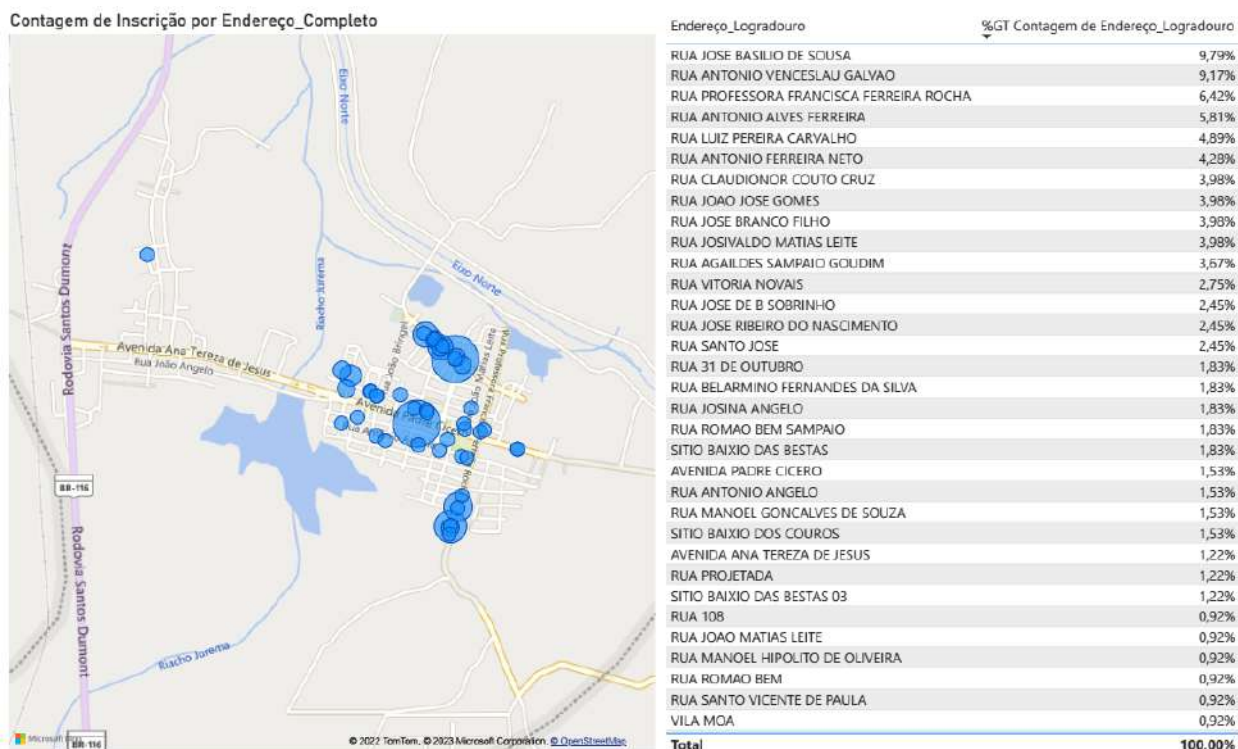 Contagem de Inscrição por Endereço_Completo
Eixo Norte
Rodovia Santos Dumont
Riacho Jurema
Eixo Norte
Avenida Ana Tereza de Jesus
Rua João Angelo
Rua João Bringel
Matias Leite
Rua Professora
Avenida Padre Cicero
BR-116
Rodovia Santos Dumont
Riacho Jurema
BR-116
Microsoft
© 2022 TomTom, © 2023 Microsoft Corporation, © OpenStreetMap
Endereço_Logradouro %GT Contagem de Endereço_Logradouro
RUA JOSE BASILIO DE SOUSA 9,79%
RUA ANTONIO VENCESLAU GALVAO 9,17%
RUA PROFESSORA FRANCISCA FERREIRA ROCHA 6,42%
RUA ANTONIO ALVES FERREIRA 5,81%
RUA LUIZ PEREIRA CARVALHO 4,89%
RUA ANTONIO FERREIRA NETO 4,28%
RUA CLAUDIONOR COUTO CRUZ 3,98%
RUA JOAO JOSE GOMES 3,98%
RUA JOSE BRANCO FILHO 3,98%
RUA JOSIVALDO MATIAS LEITE 3,98%
RUA AGAILDES SAMPAIO GOUDIM 3,67%
RUA VITORIA NOVAIS 2,75%
RUA JOSE DE B SOBRINHO 2,45%
RUA JOSE RIBEIRO DO NASCIMENTO 2,45%
RUA SANTO JOSE 2,45%
RUA 31 DE OUTUBRO 1,83%
RUA BELARMINO FERNANDES DA SILVA 1,83%
RUA JOSINA ANGELO 1,83%
RUA ROMAO BEM SAMPAIO 1,83%
SITIO BAIXIO DAS BESTAS 1,83%
AVENIDA PADRE CICERO 1,53%
RUA ANTONIO ANGELO 1,53%
RUA MANOEL GONCALVES DE SOUZA 1,53%
SITIO BAIXIO DOS COUROS 1,53%
AVENIDA ANA TEREZA DE JESUS 1,22%
RUA PROJETADA 1,22%
SITIO BAIXIO DAS BESTAS 03 1,22%
RUA 108 0,92%
RUA JOAO MATIAS LEITE 0,92%
RUA MANOEL HIPOLITO DE OLIVEIRA 0,92%
RUA ROMAO BEM 0,92%
RUA SANTO VICENTE DE PAULA 0,92%
VILA MOA 0,92%
Total 100,00%